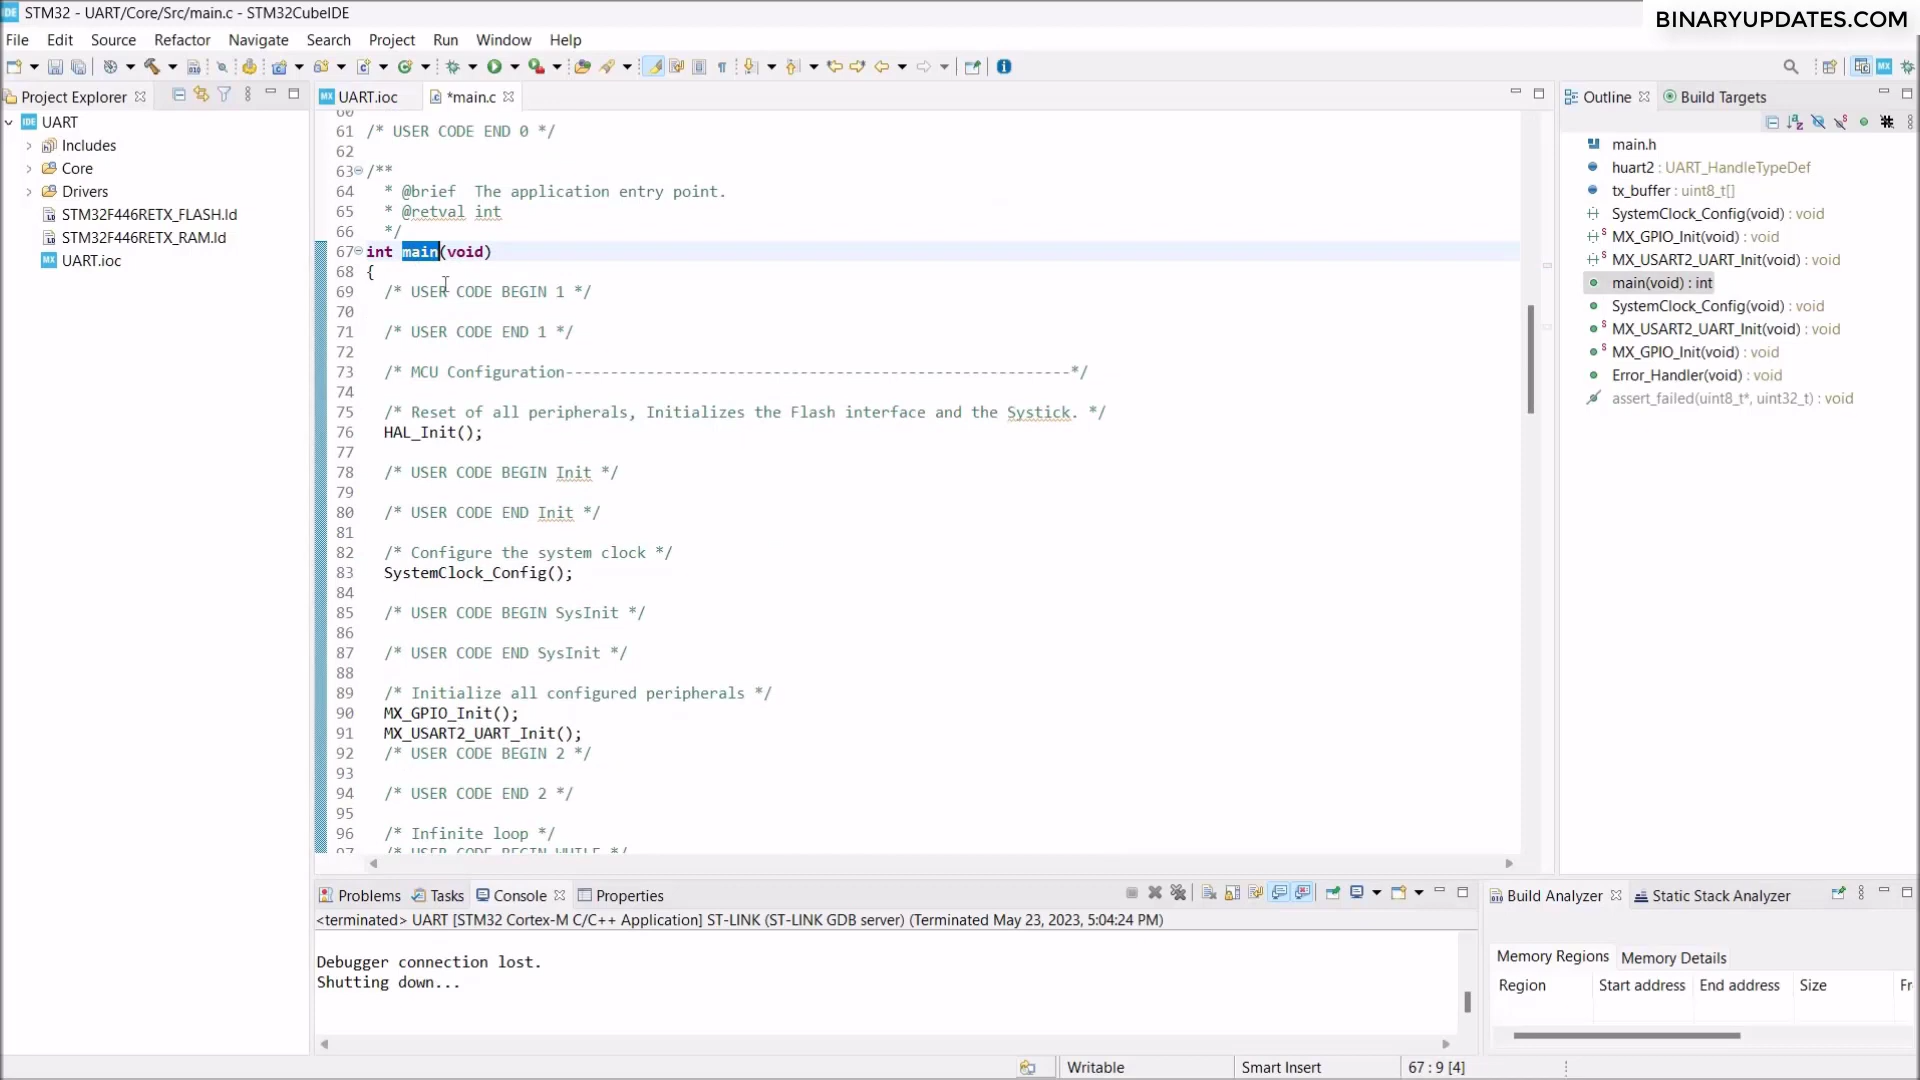 STM32 - UART/Core/Src/main.c - STM32CubeIDE
BINARYUPDATES.COM
File Edit Source Refactor Navigate Search Project Run Window Help
Project Explorer
UART
Includes
Core
Drivers
STM32F446RETX_FLASH.ld
STM32F446RETX_RAM.ld
UART.ioc
UART.ioc *main.c
60
61 /* USER CODE END 0 */
62
63 /**
64 * @brief The application entry point.
65 * @retval int
66 */
67 int main(void)
68 {
69 /* USER CODE BEGIN 1 */
70
71 /* USER CODE END 1 */
72
73 /* MCU Configuration--------------------------------------------------------*/
74
75 /* Reset of all peripherals, Initializes the Flash interface and the Systick. */
76 HAL_Init();
77
78 /* USER CODE BEGIN Init */
79
80 /* USER CODE END Init */
81
82 /* Configure the system clock */
83 SystemClock_Config();
84
85 /* USER CODE BEGIN SysInit */
86
87 /* USER CODE END SysInit */
88
89 /* Initialize all configured peripherals */
90 MX_GPIO_Init();
91 MX_USART2_UART_Init();
92 /* USER CODE BEGIN 2 */
93
94 /* USER CODE END 2 */
95
96 /* Infinite loop */
97 /* USER CODE BEGIN WHILE */
Outline Build Targets
main.h
huart2 : UART_HandleTypeDef
tx_buffer : uint8_t[]
SystemClock_Config(void) : void
MX_GPIO_Init(void) : void
MX_USART2_UART_Init(void) : void
main(void) : int
SystemClock_Config(void) : void
MX_USART2_UART_Init(void) : void
MX_GPIO_Init(void) : void
Error_Handler(void) : void
assert_failed(uint8_t*, uint32_t) : void
Problems Tasks Console Properties
<terminated> UART [STM32 Cortex-M C/C++ Application] ST-LINK (ST-LINK GDB server) (Terminated May 23, 2023, 5:04:24 PM)
Debugger connection lost.
Shutting down...
Build Analyzer Static Stack Analyzer
Memory Regions Memory Details
Region Start address End address Size Fr
Writable Smart Insert 67 : 9 [4]